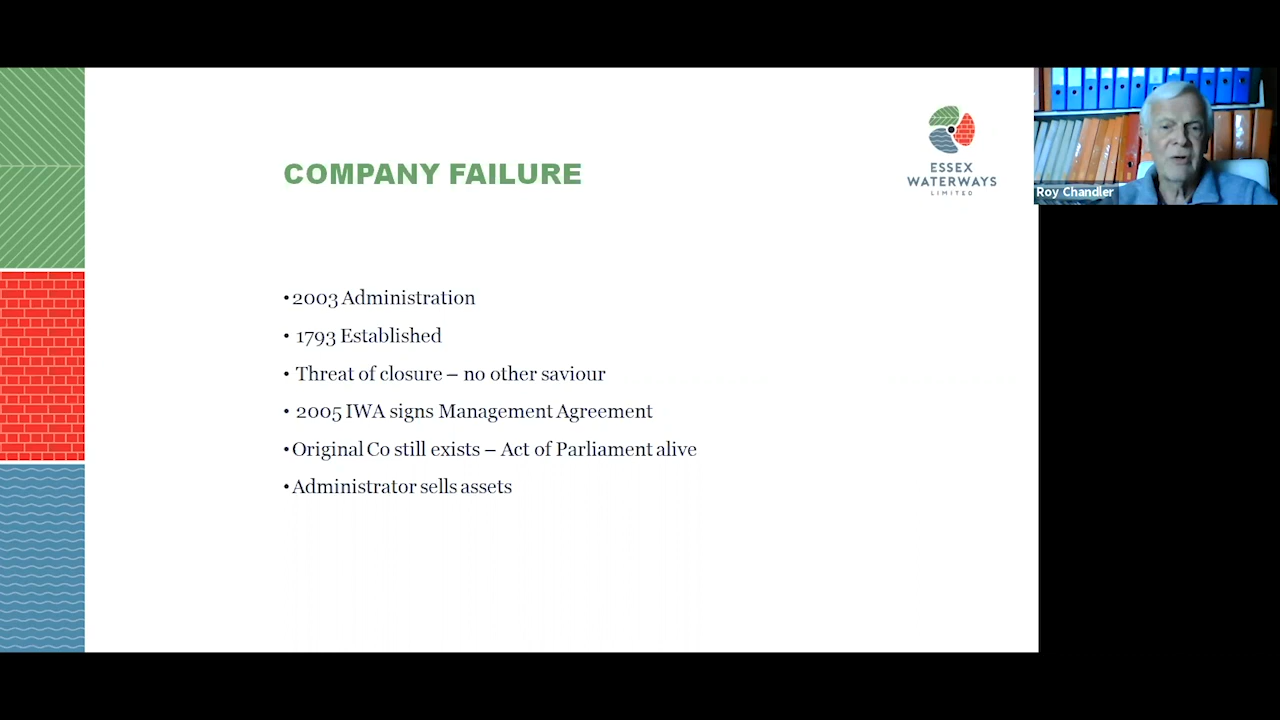 COMPANY FAILURE
ESSEX
WATERWAYS
LIMITED
Roy Chandler
•2003 Administration
• 1793 Established
• Threat of closure – no other saviour
• 2005 IWA signs Management Agreement
•Original Co still exists – Act of Parliament alive
•Administrator sells assets